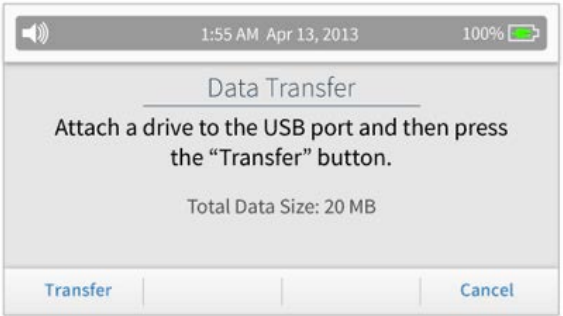 1:55 AM Apr 13, 2013 100%
Data Transfer
Attach a drive to the USB port and then press
the “Transfer” button.
Total Data Size: 20 MB
Transfer Cancel